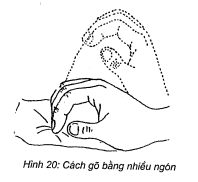 Hình 20: Cách gõ bằng nhiều ngón